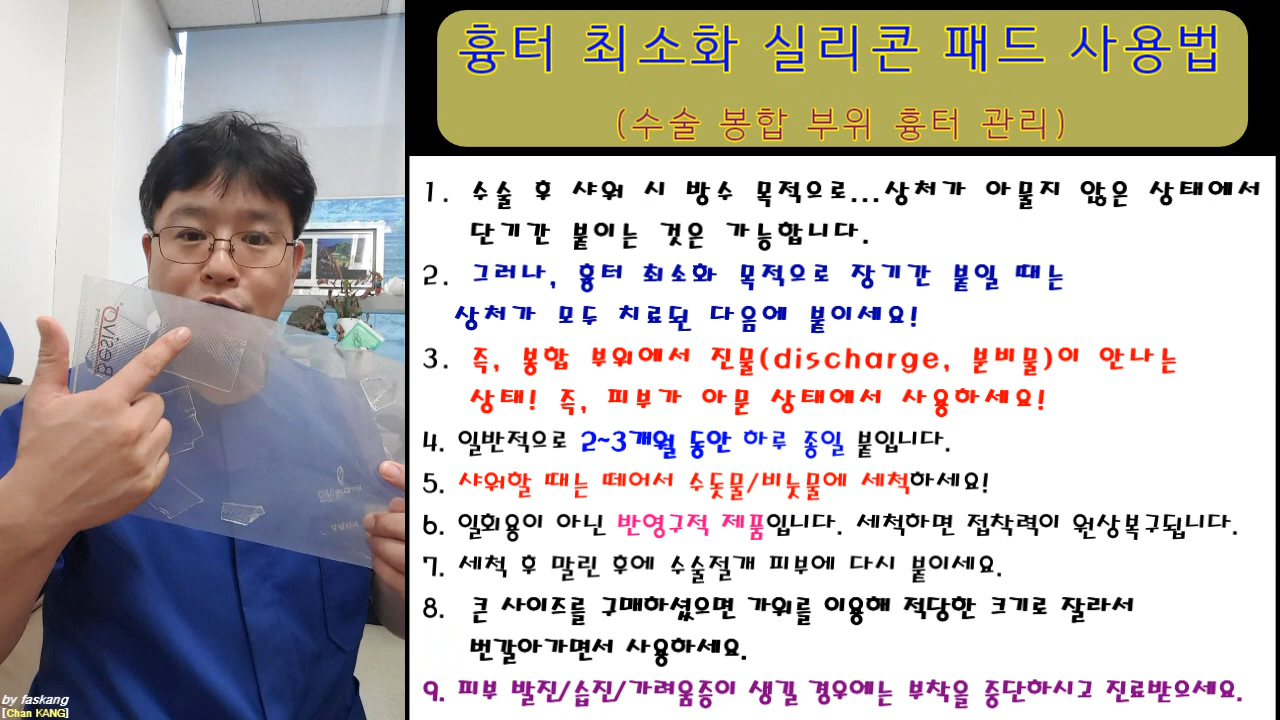 흉터 최소화 실리콘 패드 사용법
(수술 봉합 부위 흉터 관리)
1. 수술 후 샤워 시 방수 목적으로...상처가 아물지 않은 상태에서
단기간 붙이는 것은 가능합니다.
2. 그러나, 흉터 최소화 목적으로 장기간 붙일 때는
상처가 모두 치료된 다음에 붙이세요!
3. 즉, 봉합 부위에서 진물(discharge, 분비물)이 안나는
상태! 즉, 피부가 아문 상태에서 사용하세요!
4. 일반적으로 2~3개월 동안 하루 종일 붙입니다.
5. 샤워할 때는 떼어서 수돗물/비눗물에 세척하세요!
6. 일회용이 아닌 반영구적 제품입니다. 세척하면 접착력이 원상복구됩니다.
7. 세척 후 말린 후에 수술절개 피부에 다시 붙이세요.
8. 큰 사이즈를 구매하셨으면 가위를 이용해 적당한 크기로 잘라서
번갈아가면서 사용하세요.
9. 피부 발진/습진/가려움증이 생길 경우에는 부착을 중단하시고 진료받으세요.
by faskang
[Chan KANG]